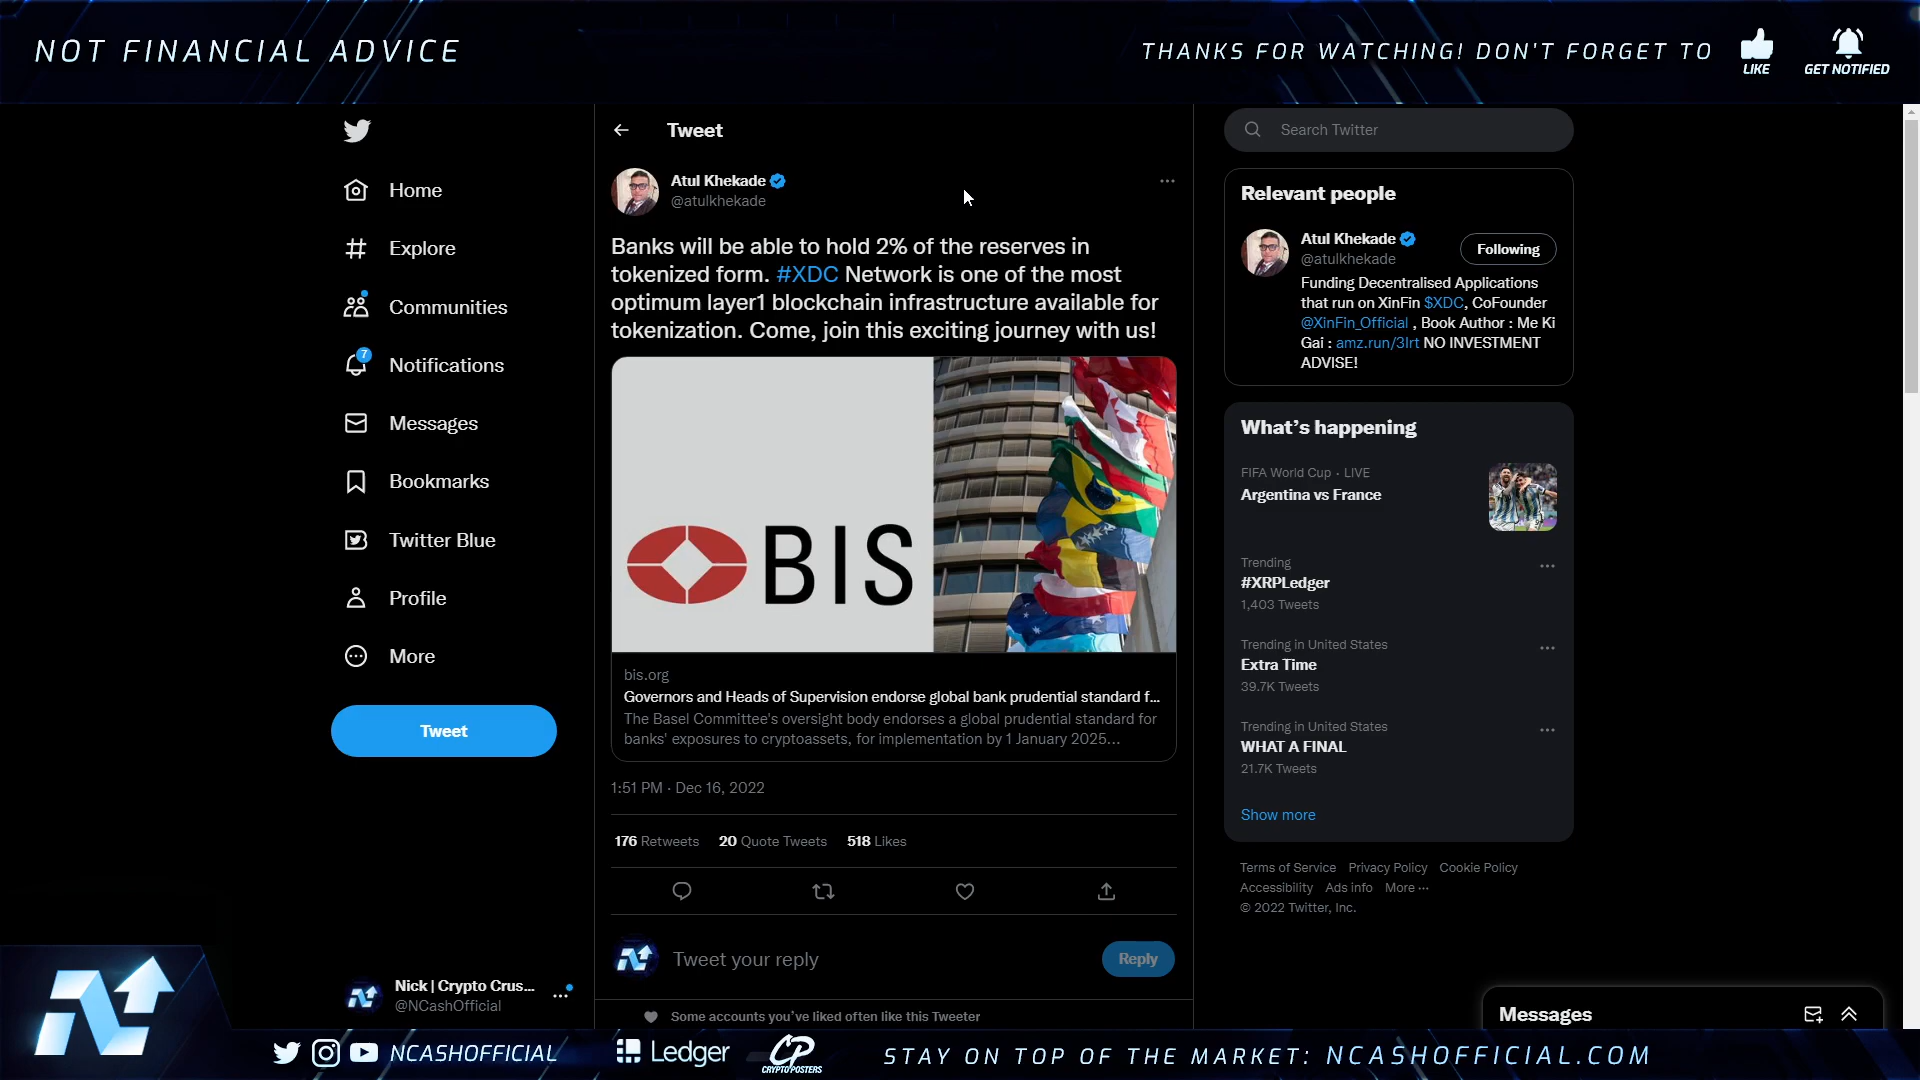 NOT FINANCIAL ADVICE
THANKS FOR WATCHING! DON'T FORGET TO
LIKE
GET NOTIFIED
Home
Explore
Communities
7
Notifications
Messages
Bookmarks
Twitter Blue
Profile
More
Tweet
Nick | Crypto Crus...
@NCashOfficial
Tweet
Atul Khekade
@atulkhekade
Banks will be able to hold 2% of the reserves in
tokenized form. #XDC Network is one of the most
optimum layer1 blockchain infrastructure available for
tokenization. Come, join this exciting journey with us!
BIS
bis.org
Governors and Heads of Supervision endorse global bank prudential standard f...
The Basel Committee's oversight body endorses a global prudential standard for
banks' exposures to cryptoassets, for implementation by 1 January 2025...
1:51 PM · Dec 16, 2022
176 Retweets 20 Quote Tweets 518 Likes
Tweet your reply
Reply
Some accounts you've liked often like this Tweeter
Search Twitter
Relevant people
Atul Khekade
@atulkhekade
Following
Funding Decentralised Applications
that run on XinFin $XDC, CoFounder
@XinFin_Official , Book Author : Me Ki
Gai : amz.run/3Irt NO INVESTMENT
ADVISE!
What's happening
FIFA World Cup · LIVE
Argentina vs France
Trending
#XRPLedger
1,403 Tweets
Trending in United States
Extra Time
39.7K Tweets
Trending in United States
WHAT A FINAL
21.7K Tweets
Show more
Terms of Service Privacy Policy Cookie Policy
Accessibility Ads info More ···
© 2022 Twitter, Inc.
Messages
NCASHOFFICIAL
Ledger
CP
CRYPTOPOSTERS
STAY ON TOP OF THE MARKET: NCASHOFFICIAL.COM